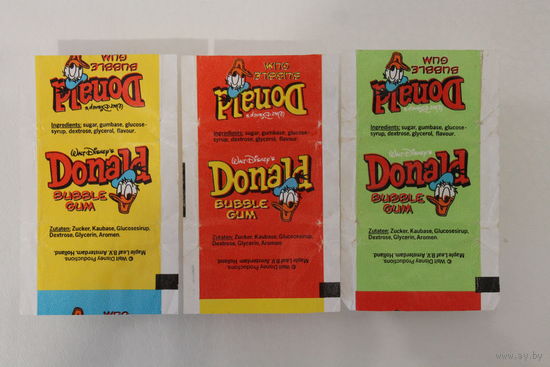 BUBBLE
GUM
Donald
Walt Disney's
Ingredients: sugar, gumbase, glucose-
syrup, dextrose, glycerol, flavour.
Walt Disney's
Donald
BUBBLE
GUM
Zutaten: Zucker, Kaubase, Glucosesirup,
Dextrose, Glycerin, Aromen.
© Walt Disney Productions
Maple Leaf B.V. Amsterdam, Holland.
BUBBLE
GUM
Donald
Walt Disney's
Ingredients: sugar, gumbase, glucose-
syrup, dextrose, glycerol, flavour.
Walt Disney's
Donald
BUBBLE
GUM
Zutaten: Zucker, Kaubase, Glucosesirup,
Dextrose, Glycerin, Aromen.
© Walt Disney Productions
Maple Leaf B.V. Amsterdam, Holland.
BUBBLE
GUM
Donald
Walt Disney's
Ingredients: sugar, gumbase, glucose-
syrup, dextrose, glycerol, flavour.
Walt Disney's
Donald
BUBBLE
GUM
Zutaten: Zucker, Kaubase, Glucosesirup,
Dextrose, Glycerin, Aromen.
© Walt Disney Productions
Maple Leaf B.V. Amsterdam, Holland.
GUM
www.ay.by